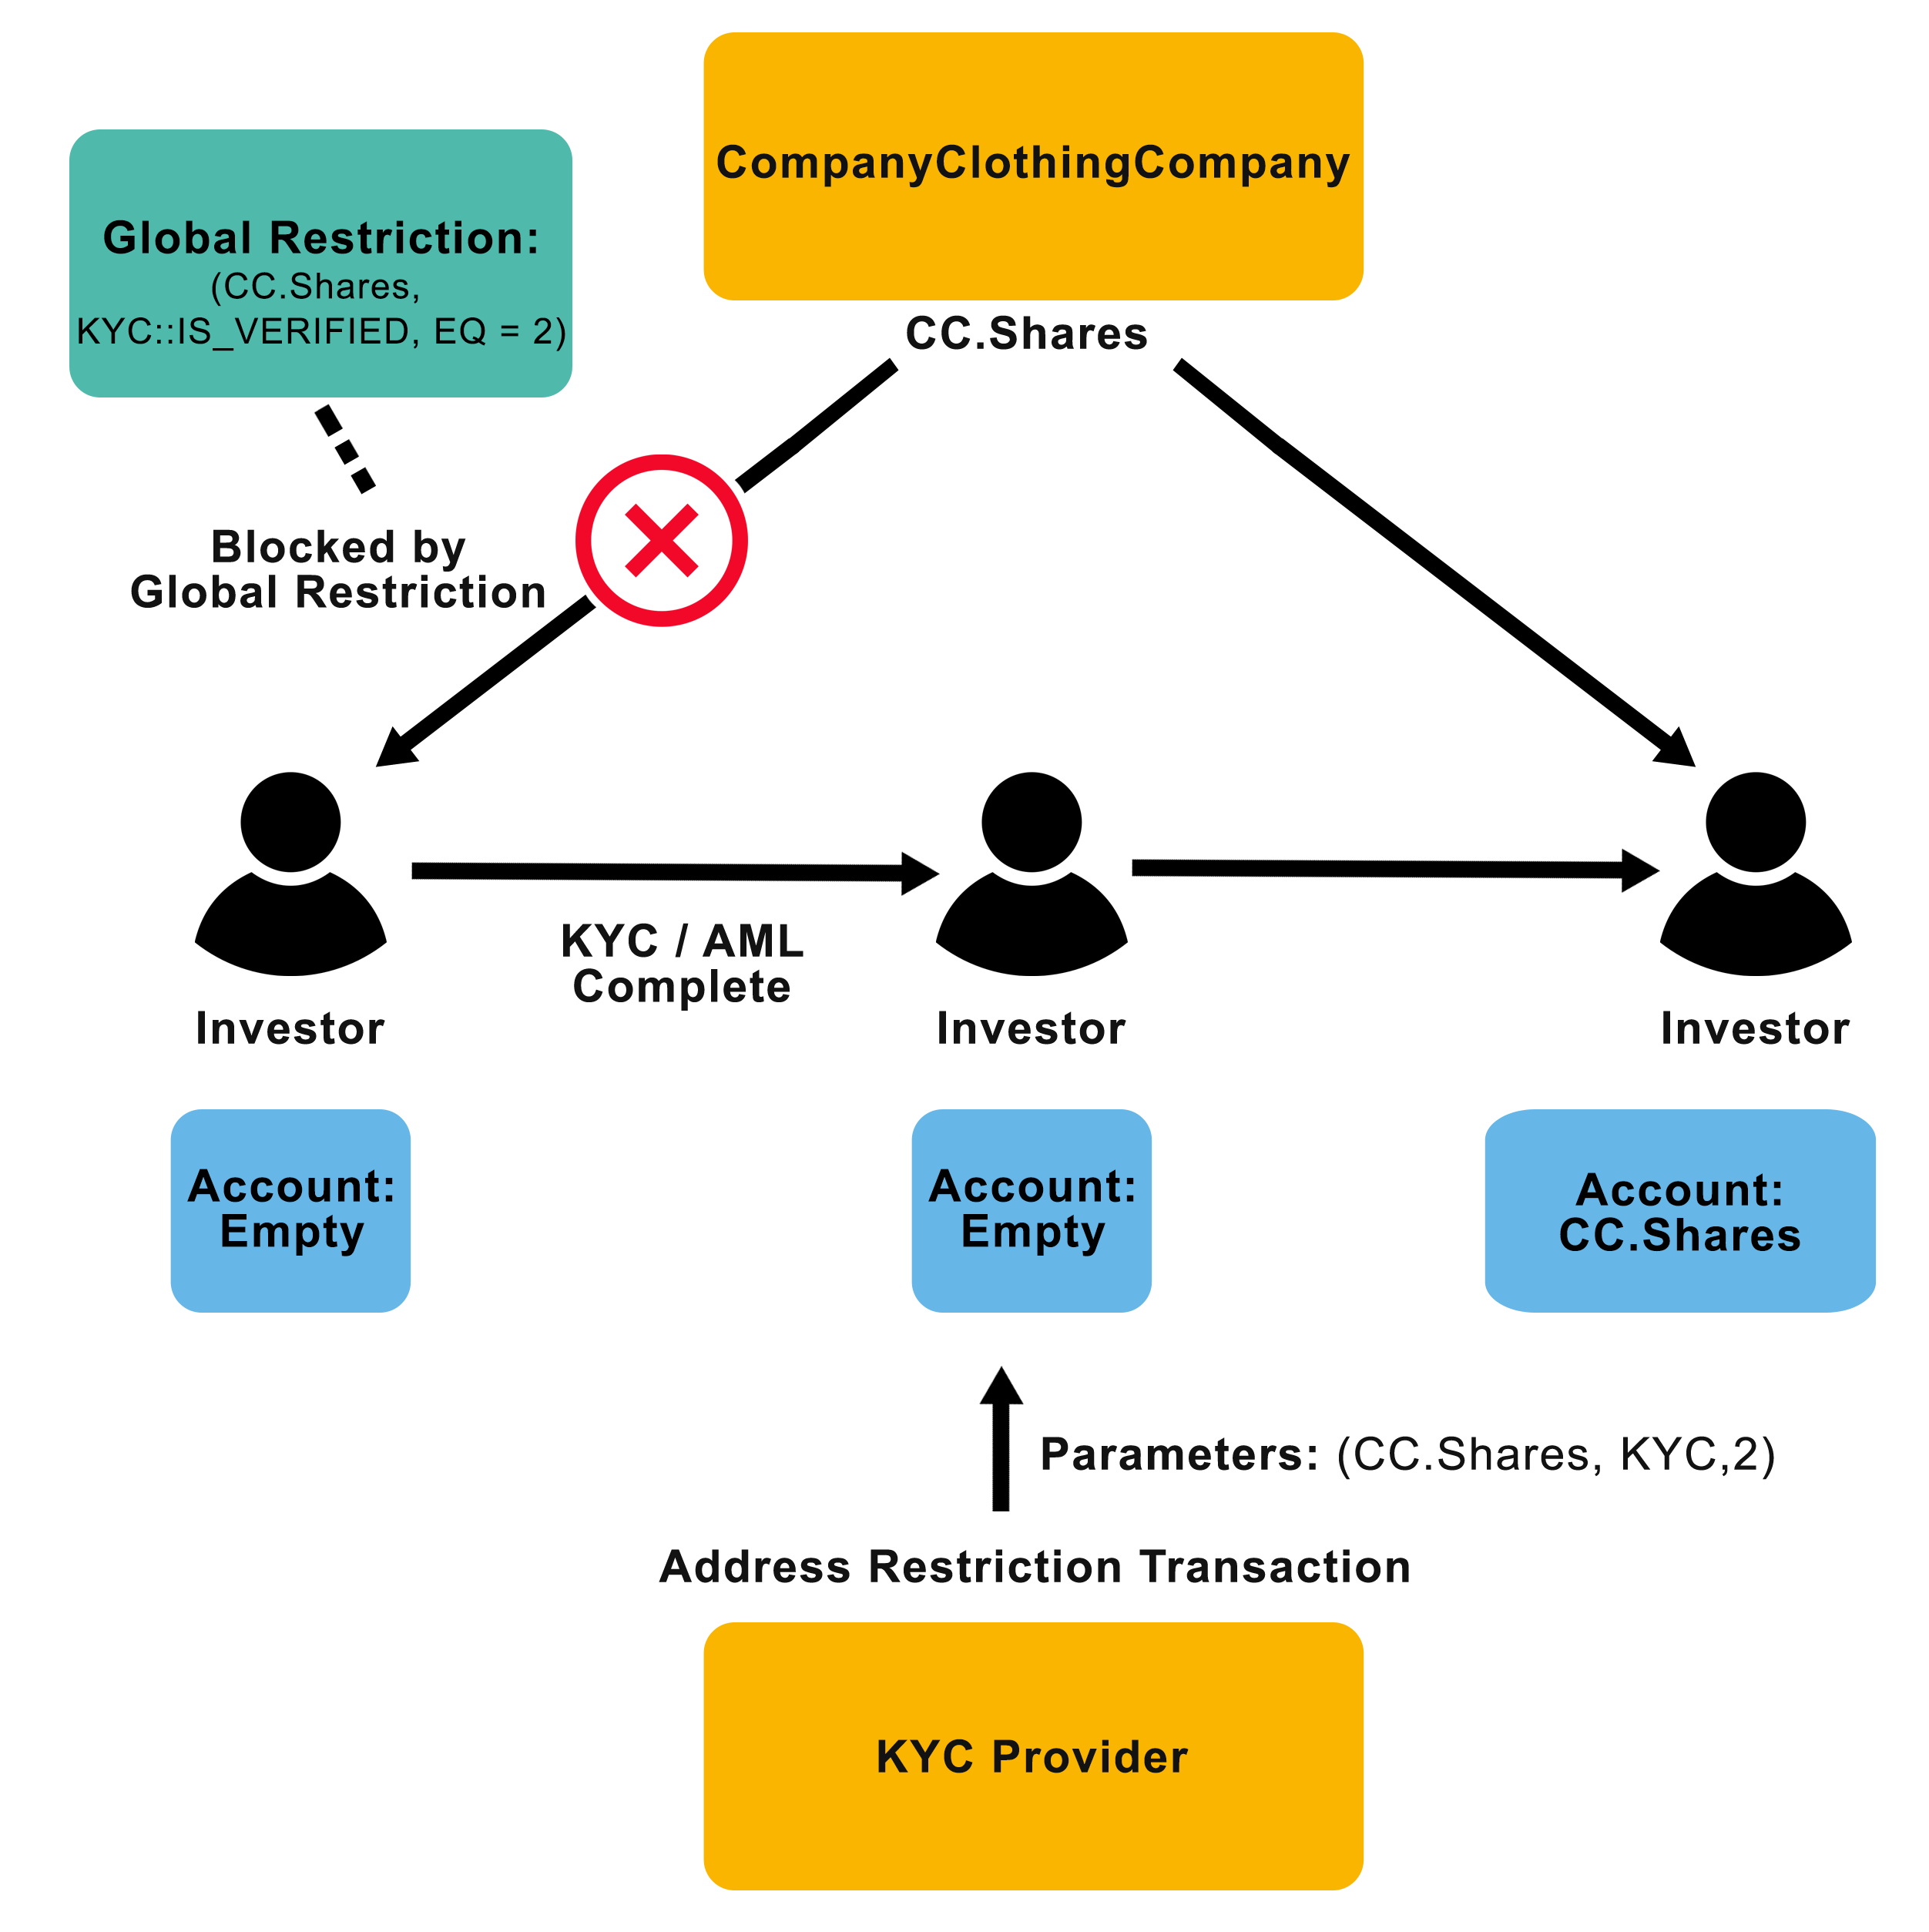 CompanyClothingCompany
Global Restriction:
(CC.Shares,
KYC::IS_VERIFIED, EQ = 2)
CC.Shares
Blocked by
Global Restriction
KYC / AML
Complete
Investor
Investor
Investor
Account:
Empty
Account:
Empty
Account:
CC.Shares
Parameters: (CC.Shares, KYC,2)
Address Restriction Transaction
KYC Provider